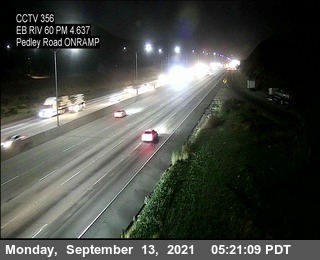 CCTV 356
EB RIV 60 PM 4.637
Pedley Road ONRAMP
Monday, September 13, 2021 05:21:09 PDT